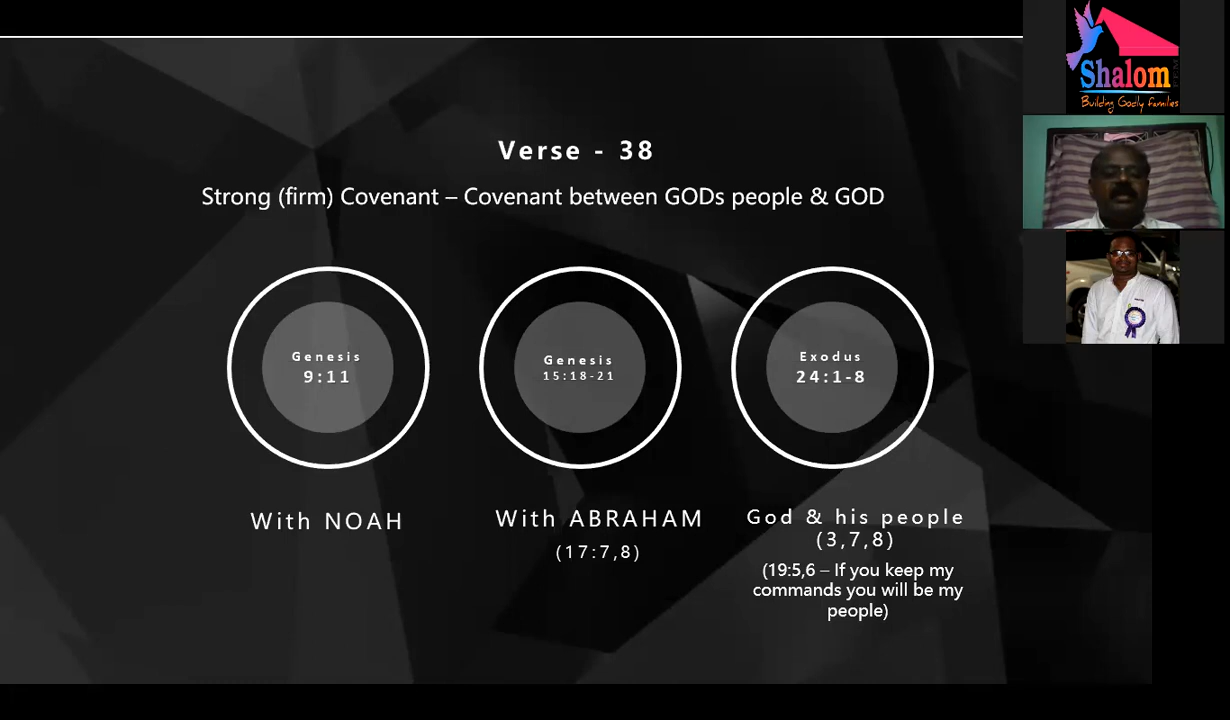 Verse - 38
Strong (firm) Covenant – Covenant between GODs people & GOD
Genesis
9:11
Genesis
15:18-21
Exodus
24:1-8
With NOAH
With ABRAHAM
(17:7,8)
God & his people
(3,7,8)
(19:5,6 – If you keep my
commands you will be my
people)
Shalom
Building Godly families